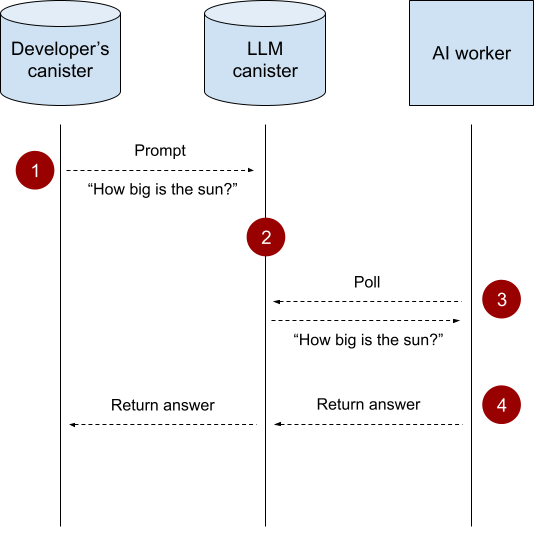 Developer's
canister
LLM
canister
AI worker
Prompt
1
“How big is the sun?”
2
Poll
3
“How big is the sun?”
Return answer
Return answer
4